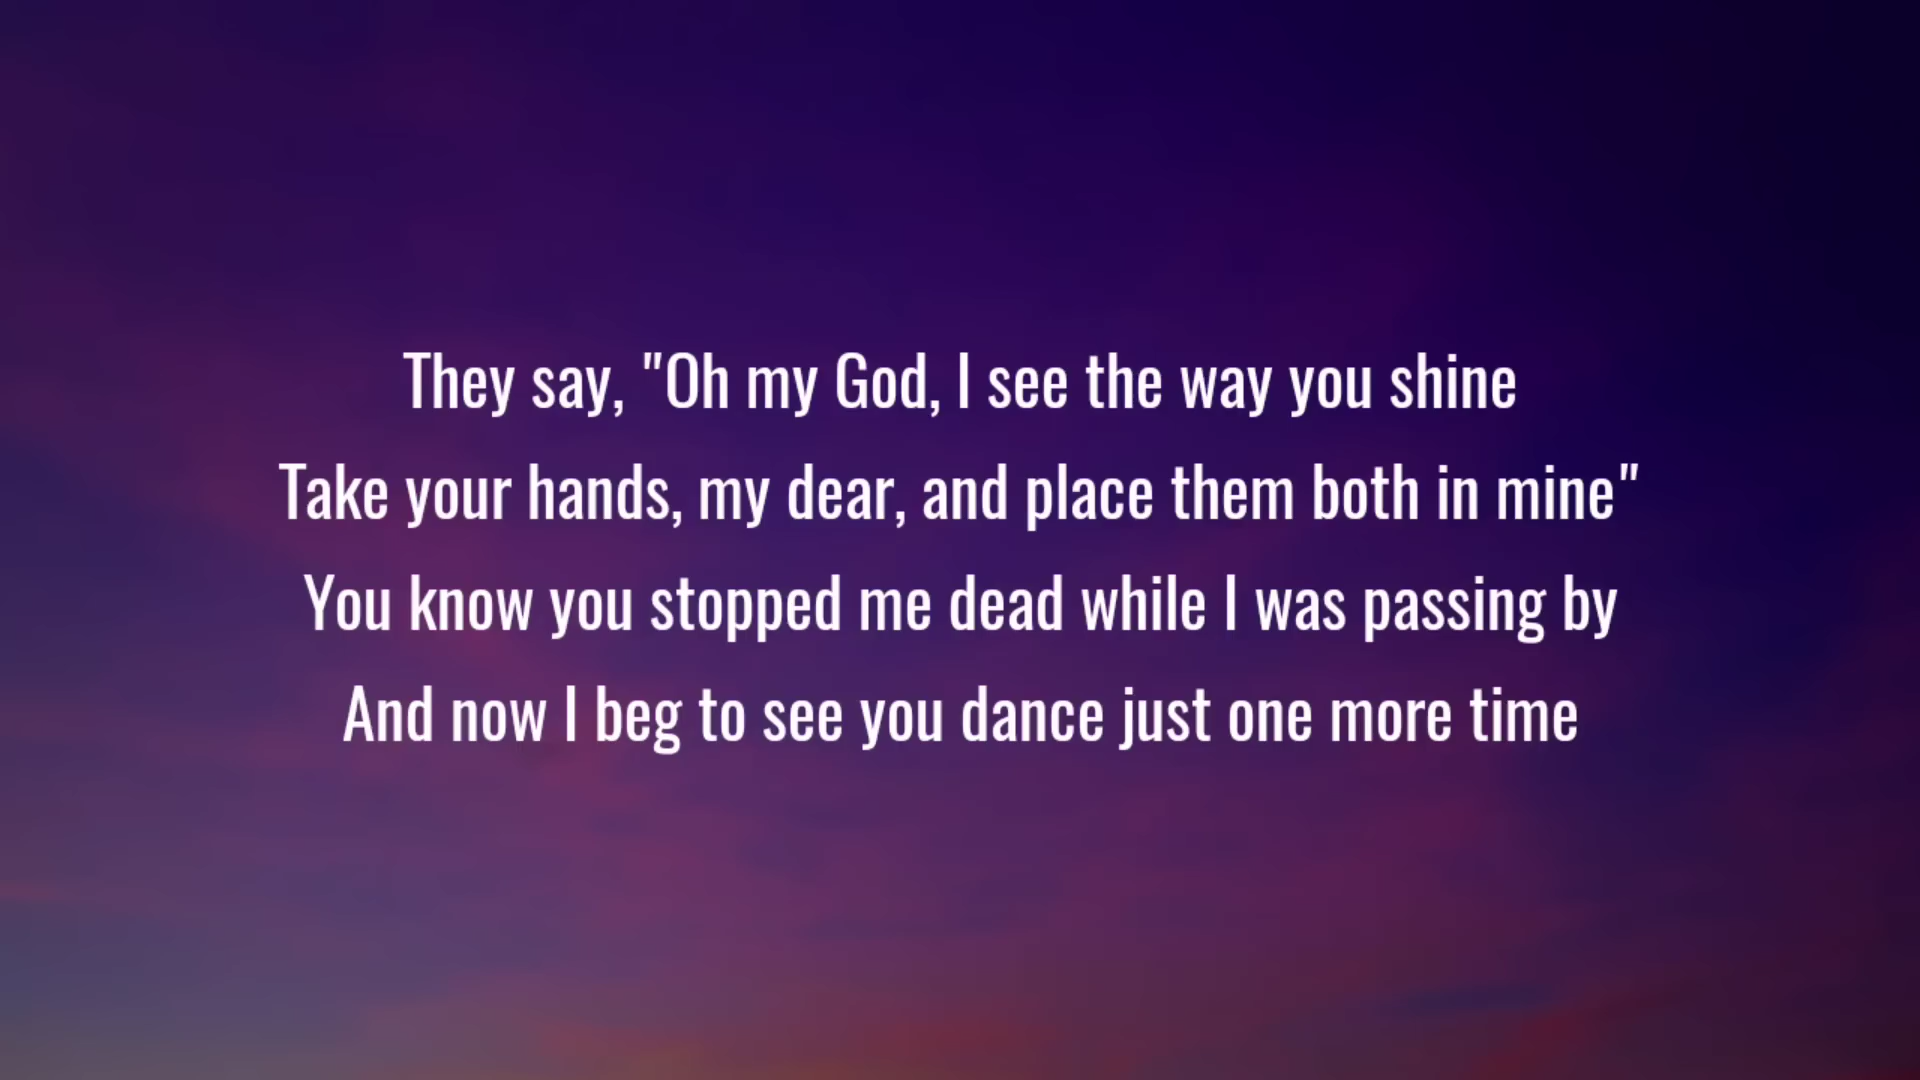 They say, "Oh my God, I see the way you shine
Take your hands, my dear, and place them both in mine"
You know you stopped me dead while I was passing by
And now I beg to see you dance just one more time